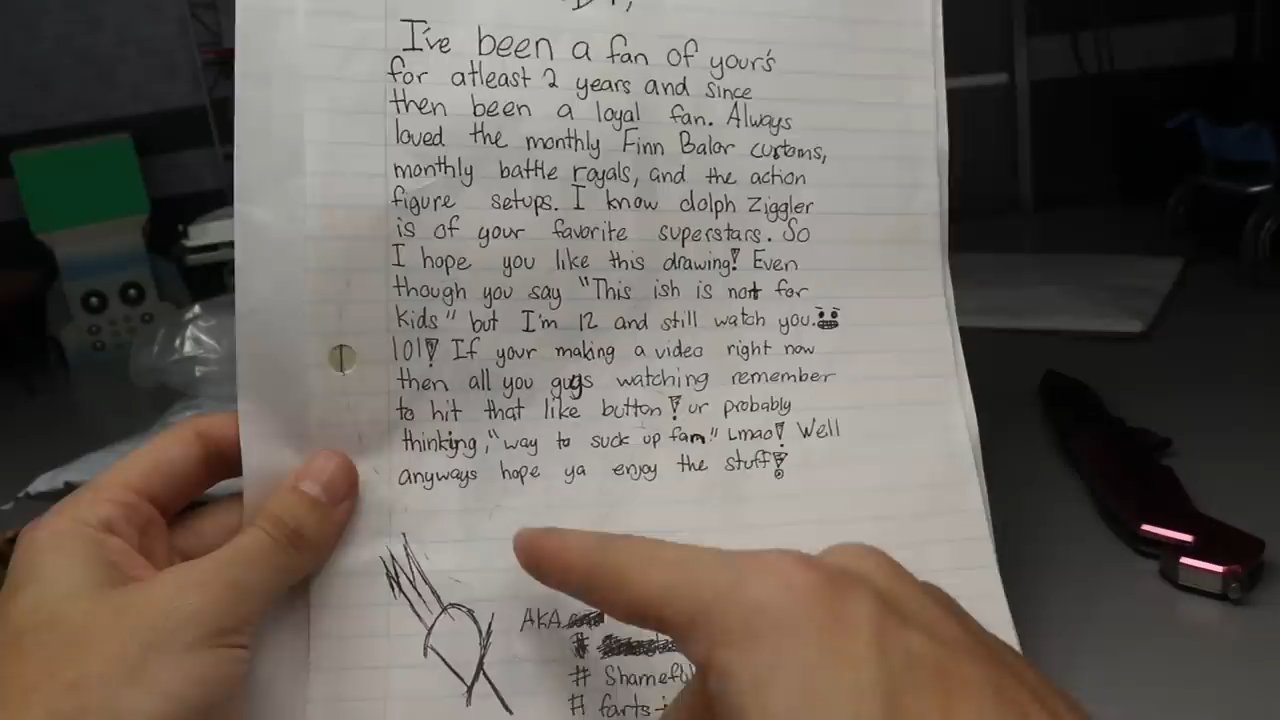 I've been a fan of your's
for atleast 2 years and since
then been a loyal fan. Always
loved the monthly Finn Balor customs,
monthly battle royals, and the action
figure setups. I know dolph Ziggler
is of your favorite superstars. So
I hope you like this drawing! Even
though you say "This ish is not for
kids" but I'm 12 and still watch you.
lol! If your making a video right now
then all you guys watching remember
to hit that like button! ur probably
thinking, "way to suck up fam" Lmao! Well
anyways hope ya enjoy the stuff!
AKA
#
# Shameful
# farts-